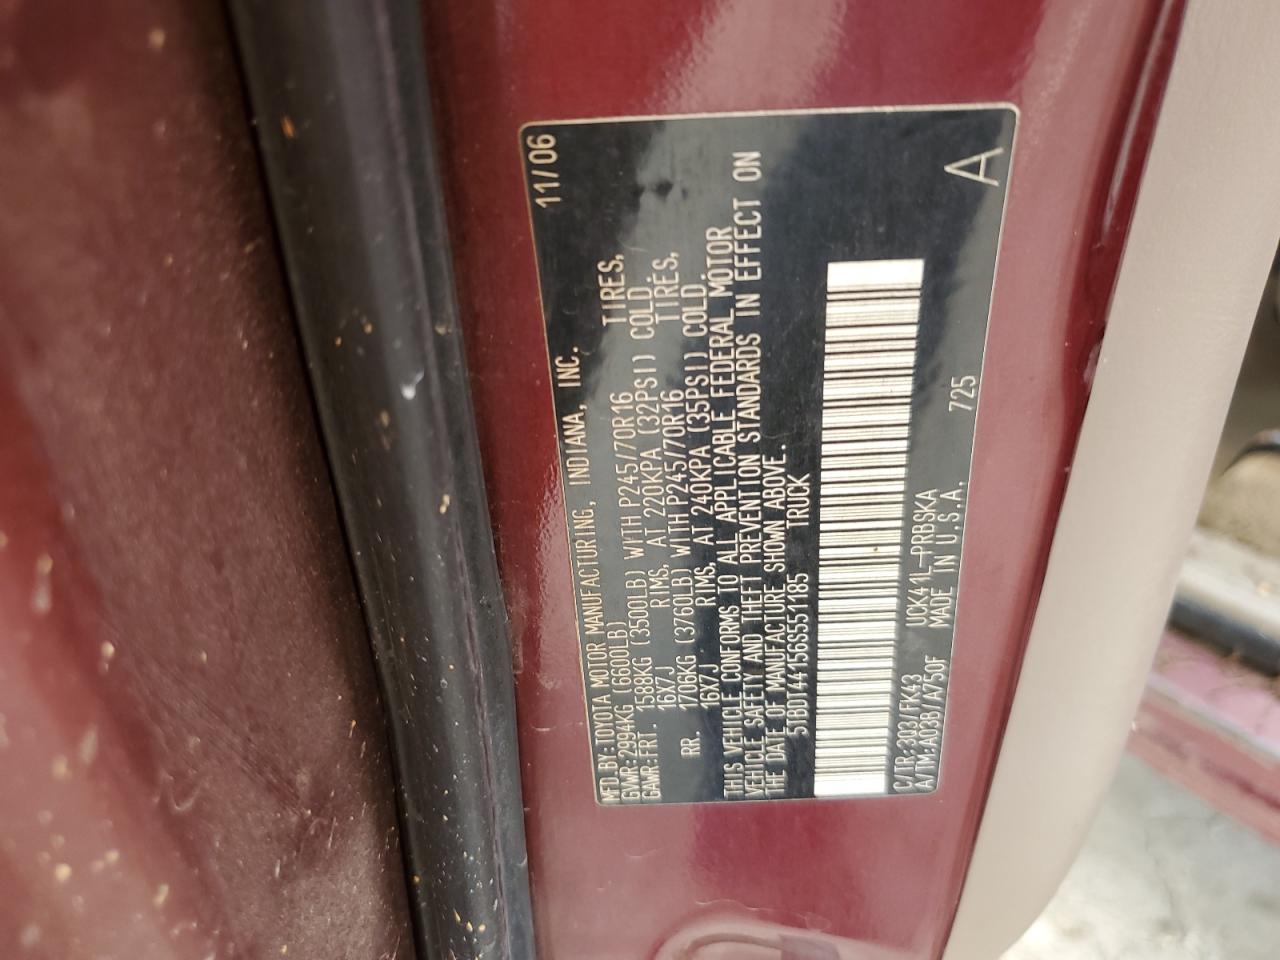 11/06
MFD.BY:TOYOTA MOTOR MANUFACTURING, INDIANA, INC.
GVWR:2994KG (6600LB)
GAWR:FRT. 1588KG (3500LB) WITH P245/70R16 TIRES,
16X7J RIMS, AT 220KPA (32PSI) COLD.
RR. 1706KG (3760LB) WITH P245/70R16 TIRES,
16X7J RIMS, AT 240KPA (35PSI) COLD.
THIS VEHICLE CONFORMS TO ALL APPLICABLE FEDERAL MOTOR
VEHICLE SAFETY AND THEFT PREVENTION STANDARDS IN EFFECT ON
THE DATE OF MANUFACTURE SHOWN ABOVE.
5TBDT44156S551185 TRUCK
C/TR:3Q3/FK43 UCK41L-PRBSKA
A/TM:A03B/A750F MADE IN U.S.A. 725
A